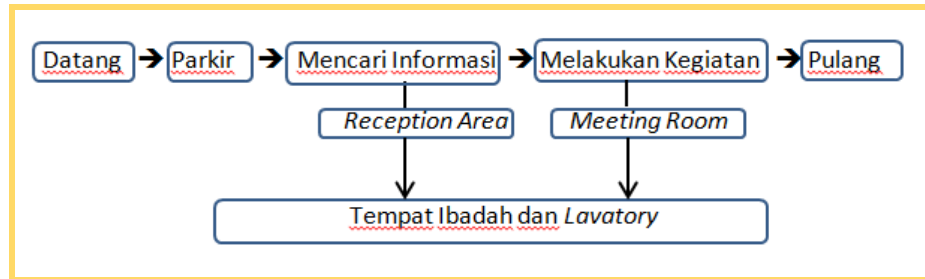 Datang ➔ Parkir ➔ Mencari Informasi ➔ Melakukan Kegiatan ➔ Pulang
Reception Area Meeting Room
Tempat Ibadah dan Lavatory